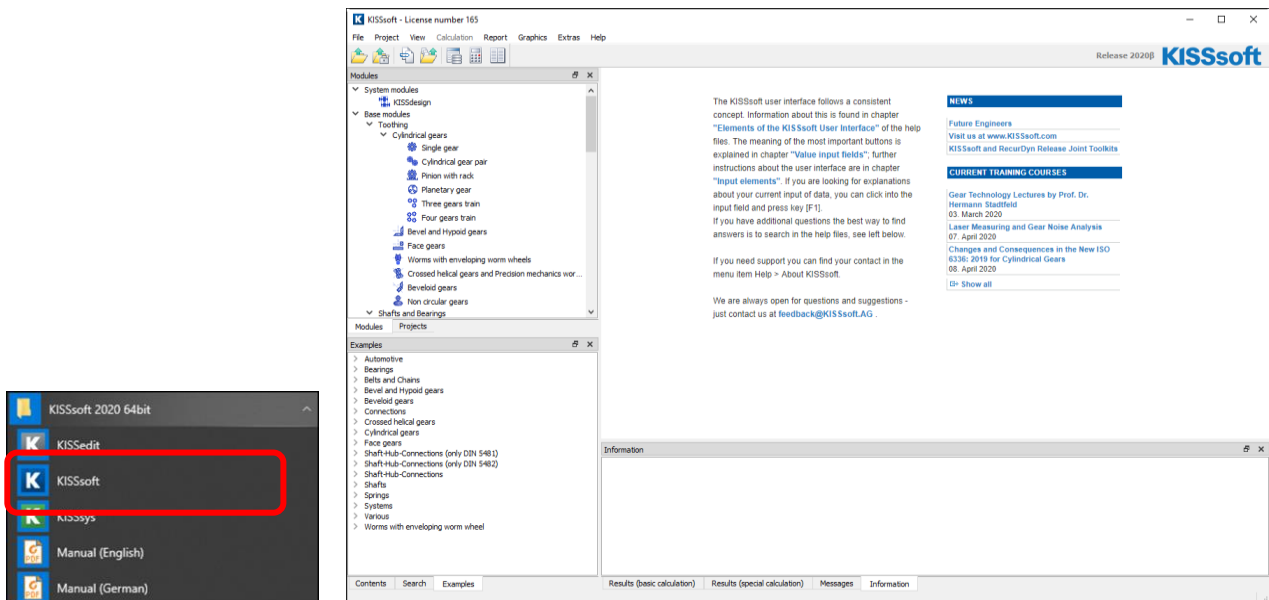 KISSsoft 2020 64bit
KISSedit
KISSsoft
KISSsys
Manual (English)
Manual (German)
KISSsoft - License number 165
File Project View Calculation Report Graphics Extras Help
Release 2020β KISSsoft
Modules
System modules
KISSdesign
Base modules
Toothing
Cylindrical gears
Single gear
Cylindrical gear pair
Pinion with rack
Planetary gear
Three gears train
Four gears train
Bevel and Hypoid gears
Face gears
Worms with enveloping worm wheels
Crossed helical gears and Precision mechanics wor...
Beveloid gears
Non circular gears
Shafts and Bearings
Modules Projects
Examples
Automotive
Bearings
Belts and Chains
Bevel and Hypoid gears
Beveloid gears
Connections
Crossed helical gears
Cylindrical gears
Face gears
Shaft-Hub-Connections (only DIN 5481)
Shaft-Hub-Connections (only DIN 5482)
Shaft-Hub-Connections
Shafts
Springs
Systems
Various
Worms with enveloping worm wheel
Contents Search Examples
The KISSsoft user interface follows a consistent
concept. Information about this is found in chapter
"Elements of the KISSsoft User Interface" of the help
files. The meaning of the most important buttons is
explained in chapter "Value input fields"; further
instructions about the user interface are in chapter
"Input elements". If you are looking for explanations
about your current input of data, you can click into the
input field and press key [F1].
If you have additional questions the best way to find
answers is to search in the help files, see left below.
If you need support you can find your contact in the
menu item Help > About KISSsoft.
We are always open for questions and suggestions -
just contact us at feedback@KISSsoft.AG .
NEWS
Future Engineers
Visit us at www.KISSsoft.com
KISSsoft and RecurDyn Release Joint Toolkits
CURRENT TRAINING COURSES
Gear Technology Lectures by Prof. Dr.
Hermann Stadtfeld
03. March 2020
Laser Measuring and Gear Noise Analysis
07. April 2020
Changes and Consequences in the New ISO
6336: 2019 for Cylindrical Gears
08. April 2020
Show all
Information
Results (basic calculation) Results (special calculation) Messages Information